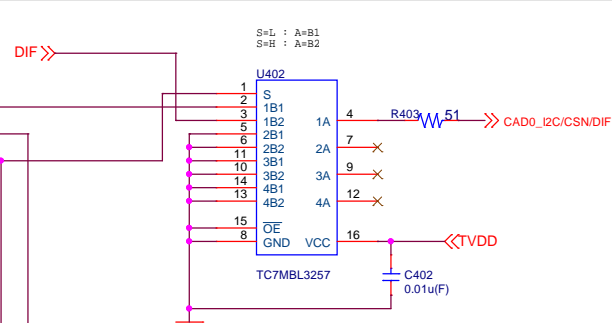 S=L : A=B1
S=H : A=B2
DIF
U402
1 S
2 1B1
3 1B2 1A 4 R403 51 CAD0_I2C/CSN/DIF
5 2B1
6 2B2 2A 7
11 3B1
10 3B2 3A 9
14 4B1
13 4B2 4A 12
15 OE
8 GND VCC 16 TVDD
TC7MBL3257
C402
0.01u(F)